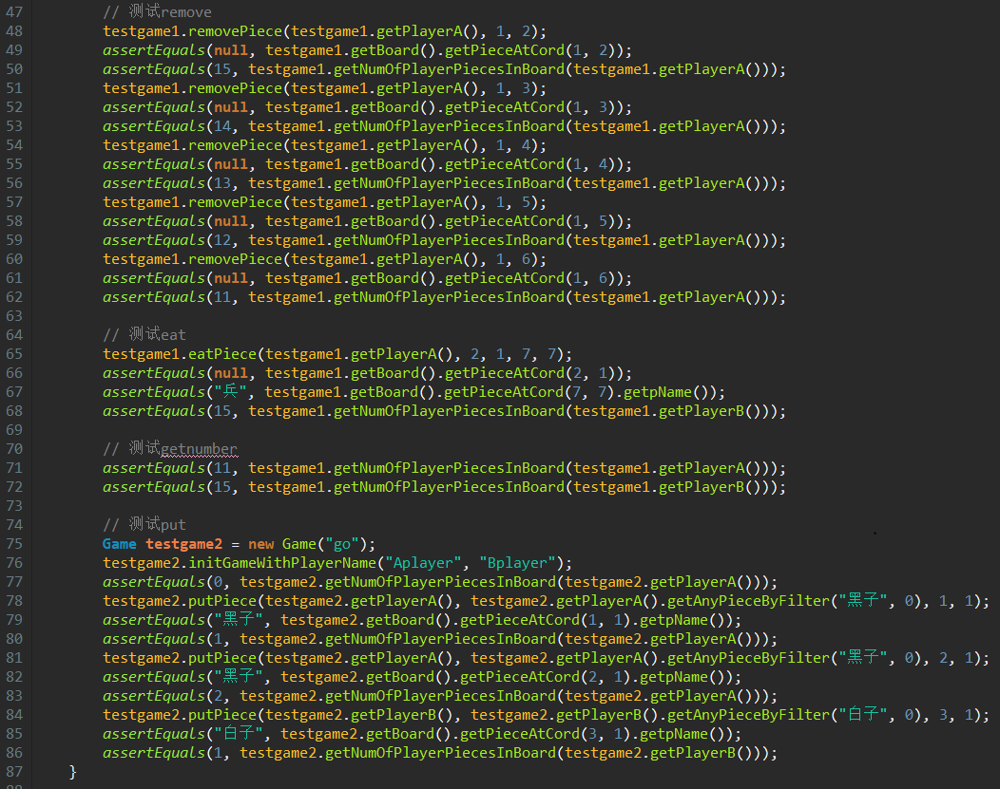 47 // 测试remove
48 testgame1.removePiece(testgame1.getPlayerA(), 1, 2);
49 assertEquals(null, testgame1.getBoard().getPieceAtCord(1, 2));
50 assertEquals(15, testgame1.getNumOfPlayerPiecesInBoard(testgame1.getPlayerA()));
51 testgame1.removePiece(testgame1.getPlayerA(), 1, 3);
52 assertEquals(null, testgame1.getBoard().getPieceAtCord(1, 3));
53 assertEquals(14, testgame1.getNumOfPlayerPiecesInBoard(testgame1.getPlayerA()));
54 testgame1.removePiece(testgame1.getPlayerA(), 1, 4);
55 assertEquals(null, testgame1.getBoard().getPieceAtCord(1, 4));
56 assertEquals(13, testgame1.getNumOfPlayerPiecesInBoard(testgame1.getPlayerA()));
57 testgame1.removePiece(testgame1.getPlayerA(), 1, 5);
58 assertEquals(null, testgame1.getBoard().getPieceAtCord(1, 5));
59 assertEquals(12, testgame1.getNumOfPlayerPiecesInBoard(testgame1.getPlayerA()));
60 testgame1.removePiece(testgame1.getPlayerA(), 1, 6);
61 assertEquals(null, testgame1.getBoard().getPieceAtCord(1, 6));
62 assertEquals(11, testgame1.getNumOfPlayerPiecesInBoard(testgame1.getPlayerA()));
63
64 // 测试eat
65 testgame1.eatPiece(testgame1.getPlayerA(), 2, 1, 7, 7);
66 assertEquals(null, testgame1.getBoard().getPieceAtCord(2, 1));
67 assertEquals("兵", testgame1.getBoard().getPieceAtCord(7, 7).getpName());
68 assertEquals(15, testgame1.getNumOfPlayerPiecesInBoard(testgame1.getPlayerB()));
69
70 // 测试getnumber
71 assertEquals(11, testgame1.getNumOfPlayerPiecesInBoard(testgame1.getPlayerA()));
72 assertEquals(15, testgame1.getNumOfPlayerPiecesInBoard(testgame1.getPlayerB()));
73
74 // 测试put
75 Game testgame2 = new Game("go");
76 testgame2.initGameWithPlayerName("Aplayer", "Bplayer");
77 assertEquals(0, testgame2.getNumOfPlayerPiecesInBoard(testgame2.getPlayerA()));
78 testgame2.putPiece(testgame2.getPlayerA(), testgame2.getPlayerA().getAnyPieceByFilter("黑子", 0), 1, 1);
79 assertEquals("黑子", testgame2.getBoard().getPieceAtCord(1, 1).getpName());
80 assertEquals(1, testgame2.getNumOfPlayerPiecesInBoard(testgame2.getPlayerA()));
81 testgame2.putPiece(testgame2.getPlayerA(), testgame2.getPlayerA().getAnyPieceByFilter("黑子", 0), 2, 1);
82 assertEquals("黑子", testgame2.getBoard().getPieceAtCord(2, 1).getpName());
83 assertEquals(2, testgame2.getNumOfPlayerPiecesInBoard(testgame2.getPlayerA()));
84 testgame2.putPiece(testgame2.getPlayerB(), testgame2.getPlayerB().getAnyPieceByFilter("白子", 0), 3, 1);
85 assertEquals("白子", testgame2.getBoard().getPieceAtCord(3, 1).getpName());
86 assertEquals(1, testgame2.getNumOfPlayerPiecesInBoard(testgame2.getPlayerB()));
87 }